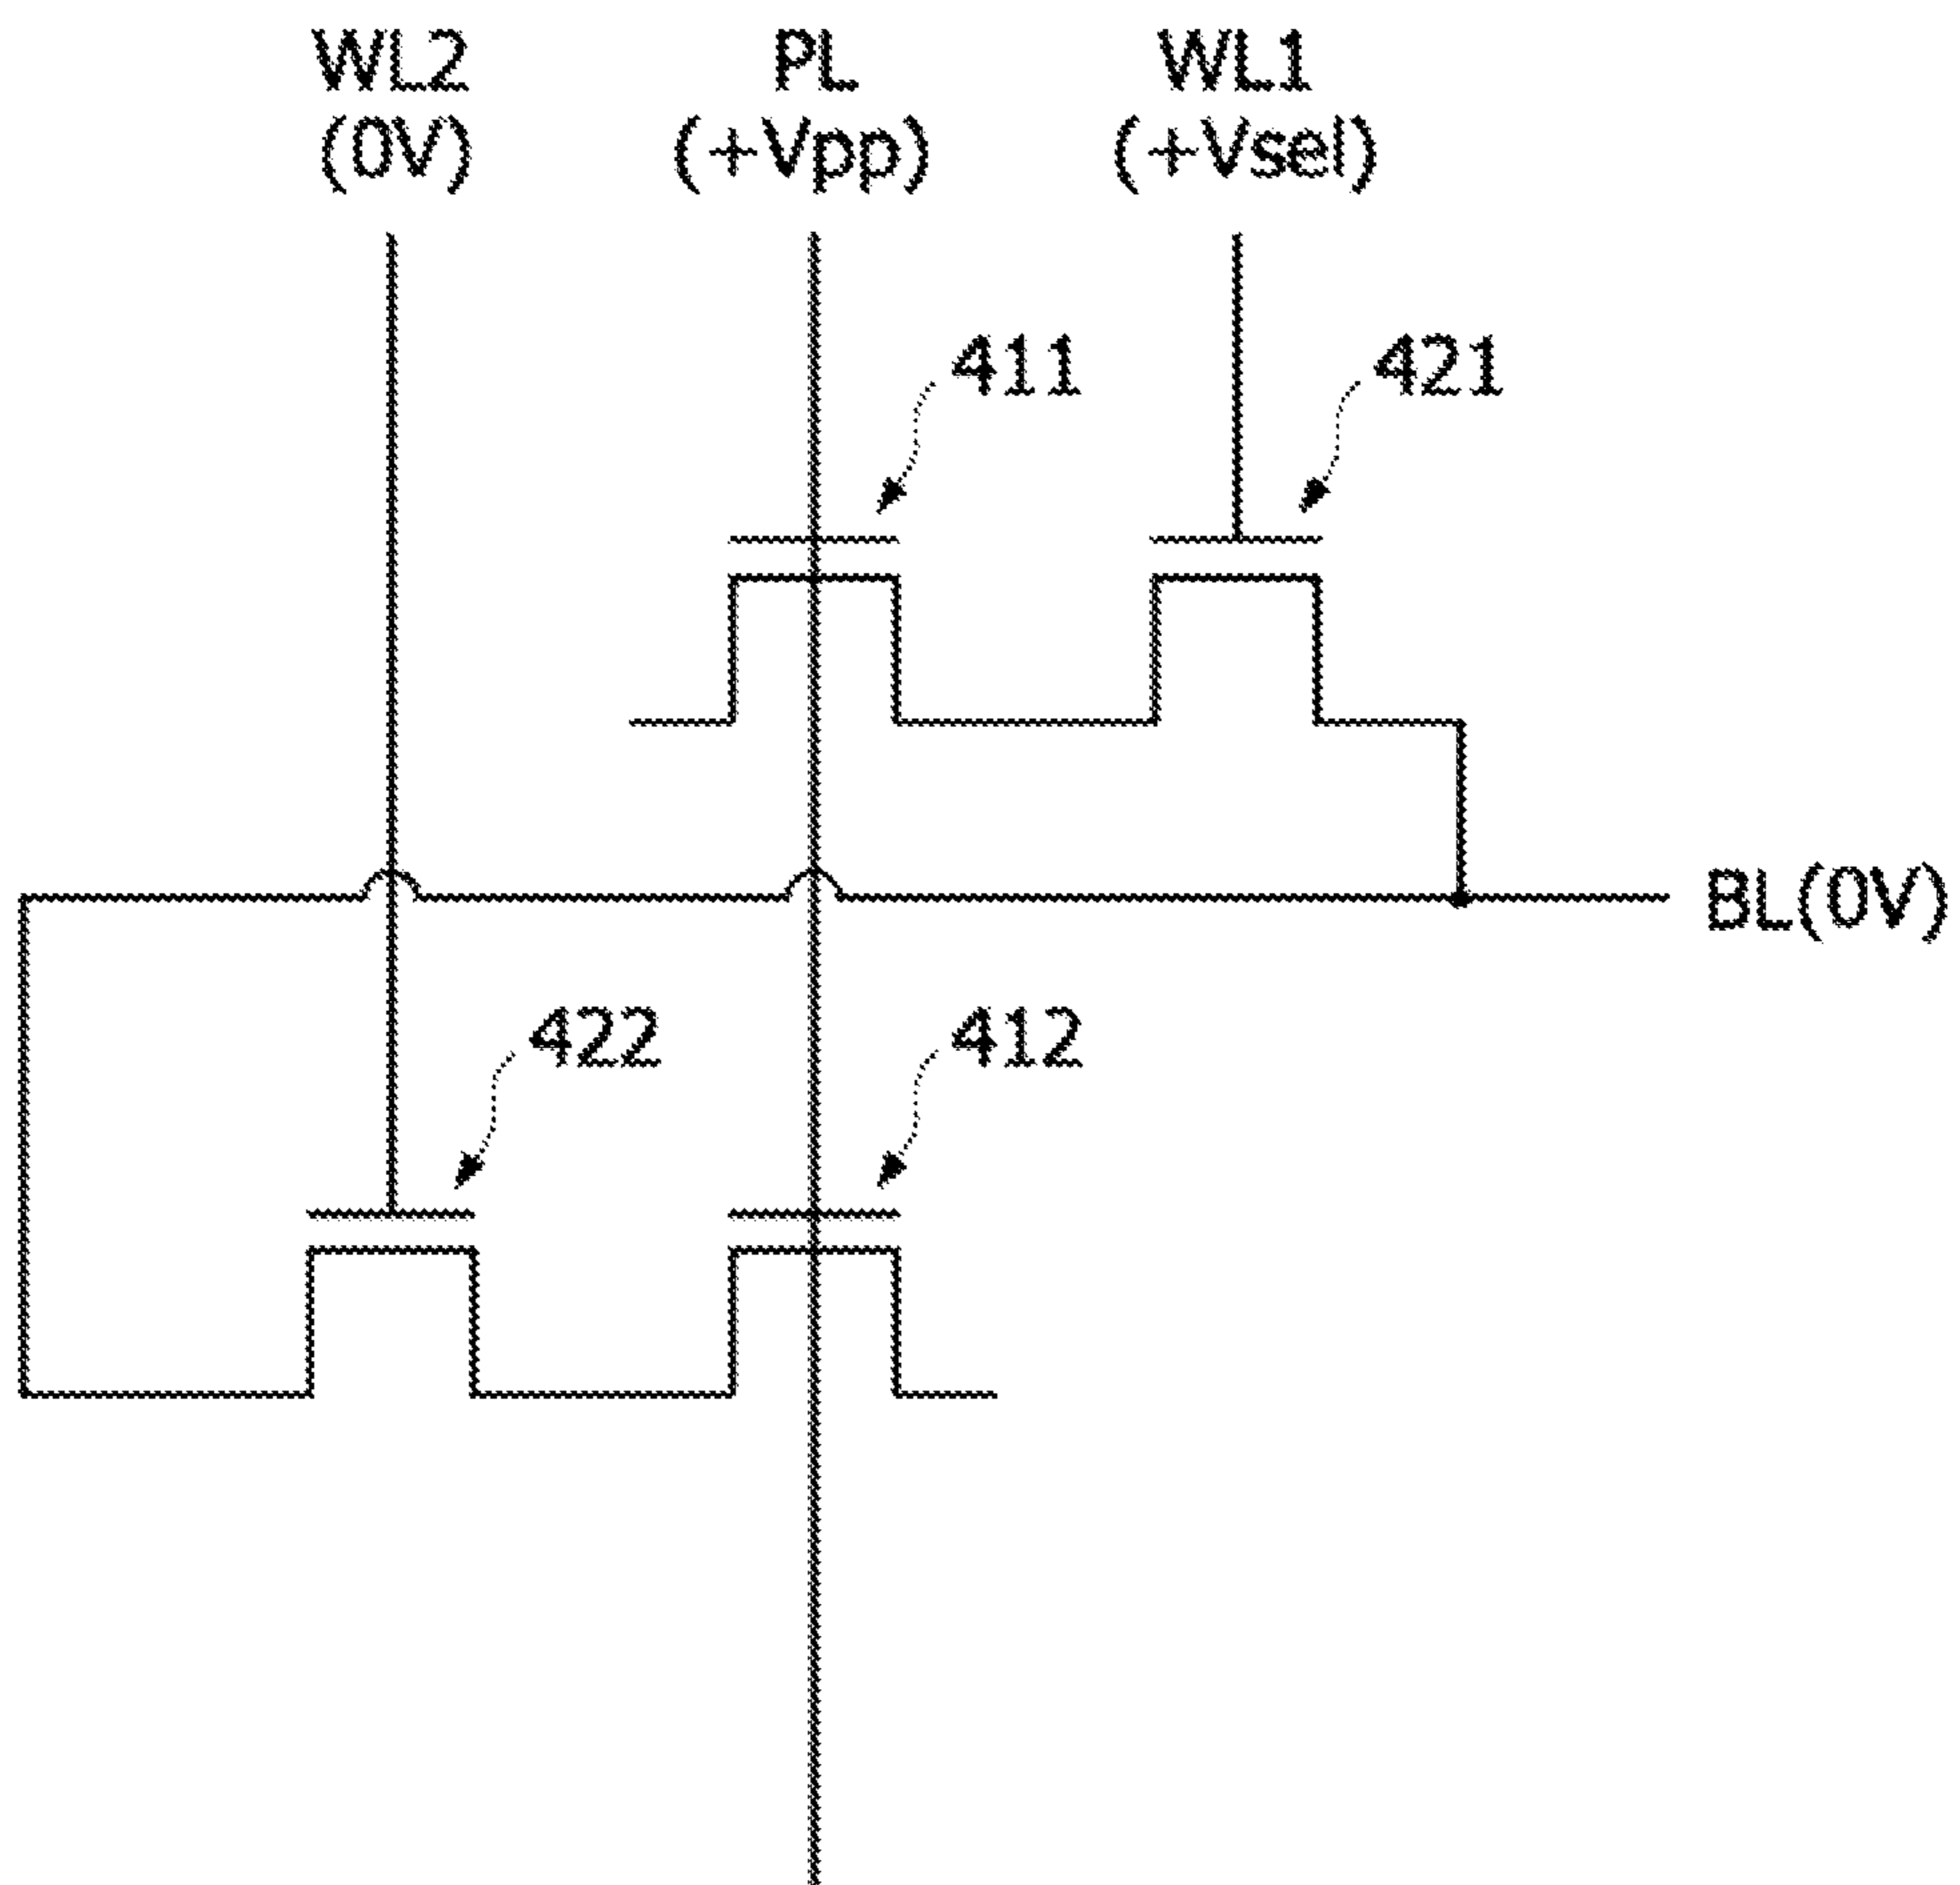 WL2 PL WL1
(0V) (+Vpp) (+Vsel)
411 421
BL(0V)
422 412